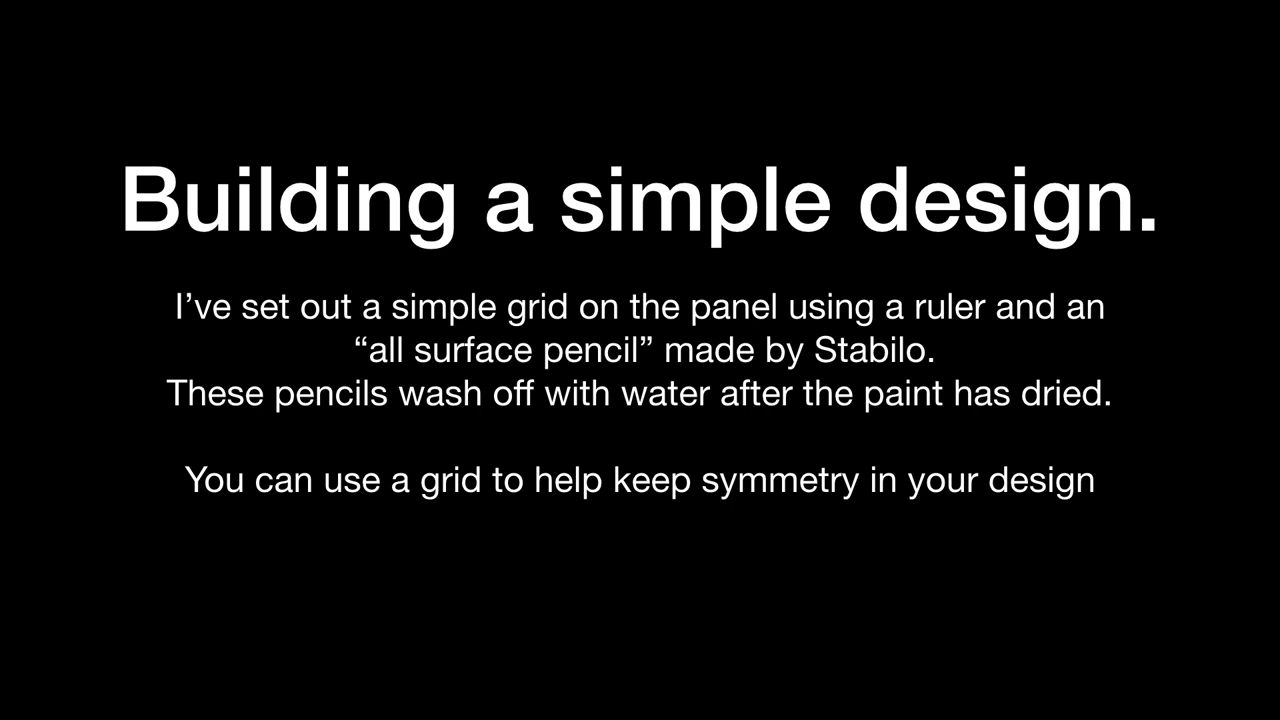 Building a simple design.
I’ve set out a simple grid on the panel using a ruler and an
“all surface pencil” made by Stabilo.
These pencils wash off with water after the paint has dried.
You can use a grid to help keep symmetry in your design